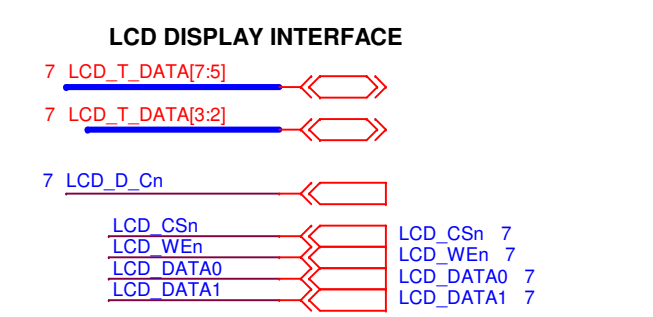 LCD DISPLAY INTERFACE
7 LCD_T_DATA[7:5]
7 LCD_T_DATA[3:2]
7 LCD_D_Cn
LCD_CSn LCD_CSn 7
LCD_WEn LCD_WEn 7
LCD_DATA0 LCD_DATA0 7
LCD_DATA1 LCD_DATA1 7